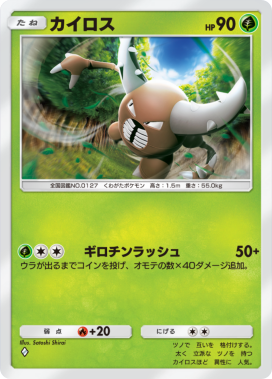 たね カイロス HP90
全国図鑑NO.0127 くわがたポケモン 高さ：1.5m 重さ：55.0kg
ギロチンラッシュ 50+
ウラが出るまでコインを投げ、オモテの数×40ダメージ追加。
弱点 +20 にげる
Illus. Satoshi Shirai
ツノで 互いを 格付けする。
太く 立派な ツノを 持つ
カイロスほど 異性に 人気。